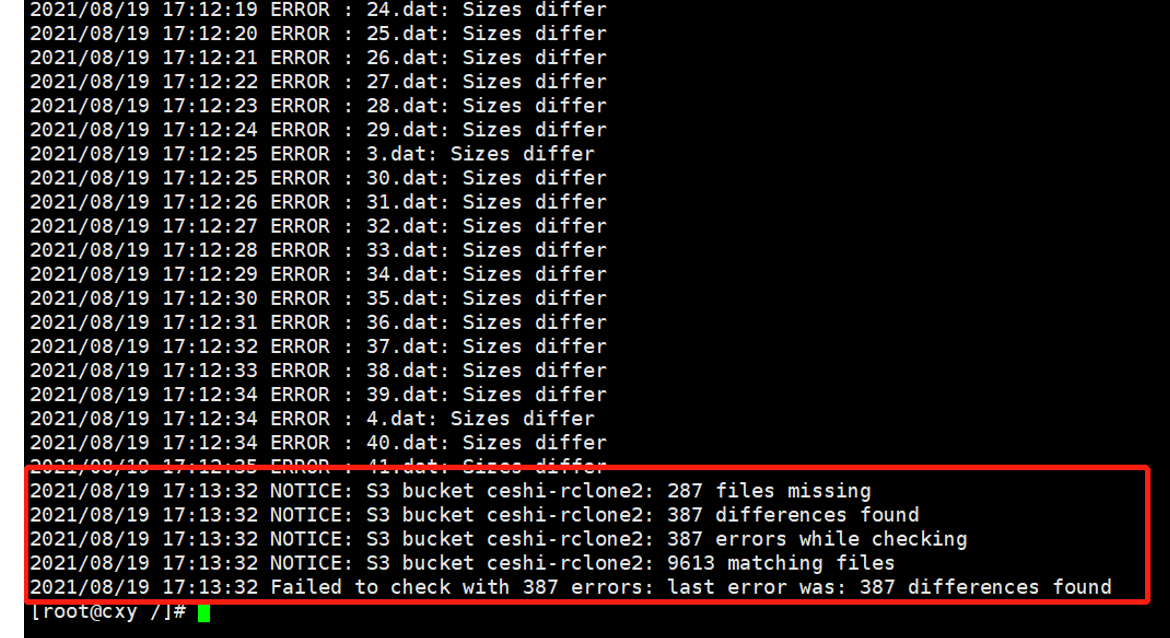 2021/08/19 17:12:19 ERROR : 24.dat: Sizes differ
2021/08/19 17:12:20 ERROR : 25.dat: Sizes differ
2021/08/19 17:12:21 ERROR : 26.dat: Sizes differ
2021/08/19 17:12:22 ERROR : 27.dat: Sizes differ
2021/08/19 17:12:23 ERROR : 28.dat: Sizes differ
2021/08/19 17:12:24 ERROR : 29.dat: Sizes differ
2021/08/19 17:12:25 ERROR : 3.dat: Sizes differ
2021/08/19 17:12:25 ERROR : 30.dat: Sizes differ
2021/08/19 17:12:26 ERROR : 31.dat: Sizes differ
2021/08/19 17:12:27 ERROR : 32.dat: Sizes differ
2021/08/19 17:12:28 ERROR : 33.dat: Sizes differ
2021/08/19 17:12:29 ERROR : 34.dat: Sizes differ
2021/08/19 17:12:30 ERROR : 35.dat: Sizes differ
2021/08/19 17:12:31 ERROR : 36.dat: Sizes differ
2021/08/19 17:12:32 ERROR : 37.dat: Sizes differ
2021/08/19 17:12:33 ERROR : 38.dat: Sizes differ
2021/08/19 17:12:34 ERROR : 39.dat: Sizes differ
2021/08/19 17:12:34 ERROR : 4.dat: Sizes differ
2021/08/19 17:12:34 ERROR : 40.dat: Sizes differ
2021/08/19 17:12:35 ERROR : 41.dat: Sizes differ
2021/08/19 17:13:32 NOTICE: S3 bucket ceshi-rclone2: 287 files missing
2021/08/19 17:13:32 NOTICE: S3 bucket ceshi-rclone2: 387 differences found
2021/08/19 17:13:32 NOTICE: S3 bucket ceshi-rclone2: 387 errors while checking
2021/08/19 17:13:32 NOTICE: S3 bucket ceshi-rclone2: 9613 matching files
2021/08/19 17:13:32 Failed to check with 387 errors: last error was: 387 differences found
[root@cxy /]#